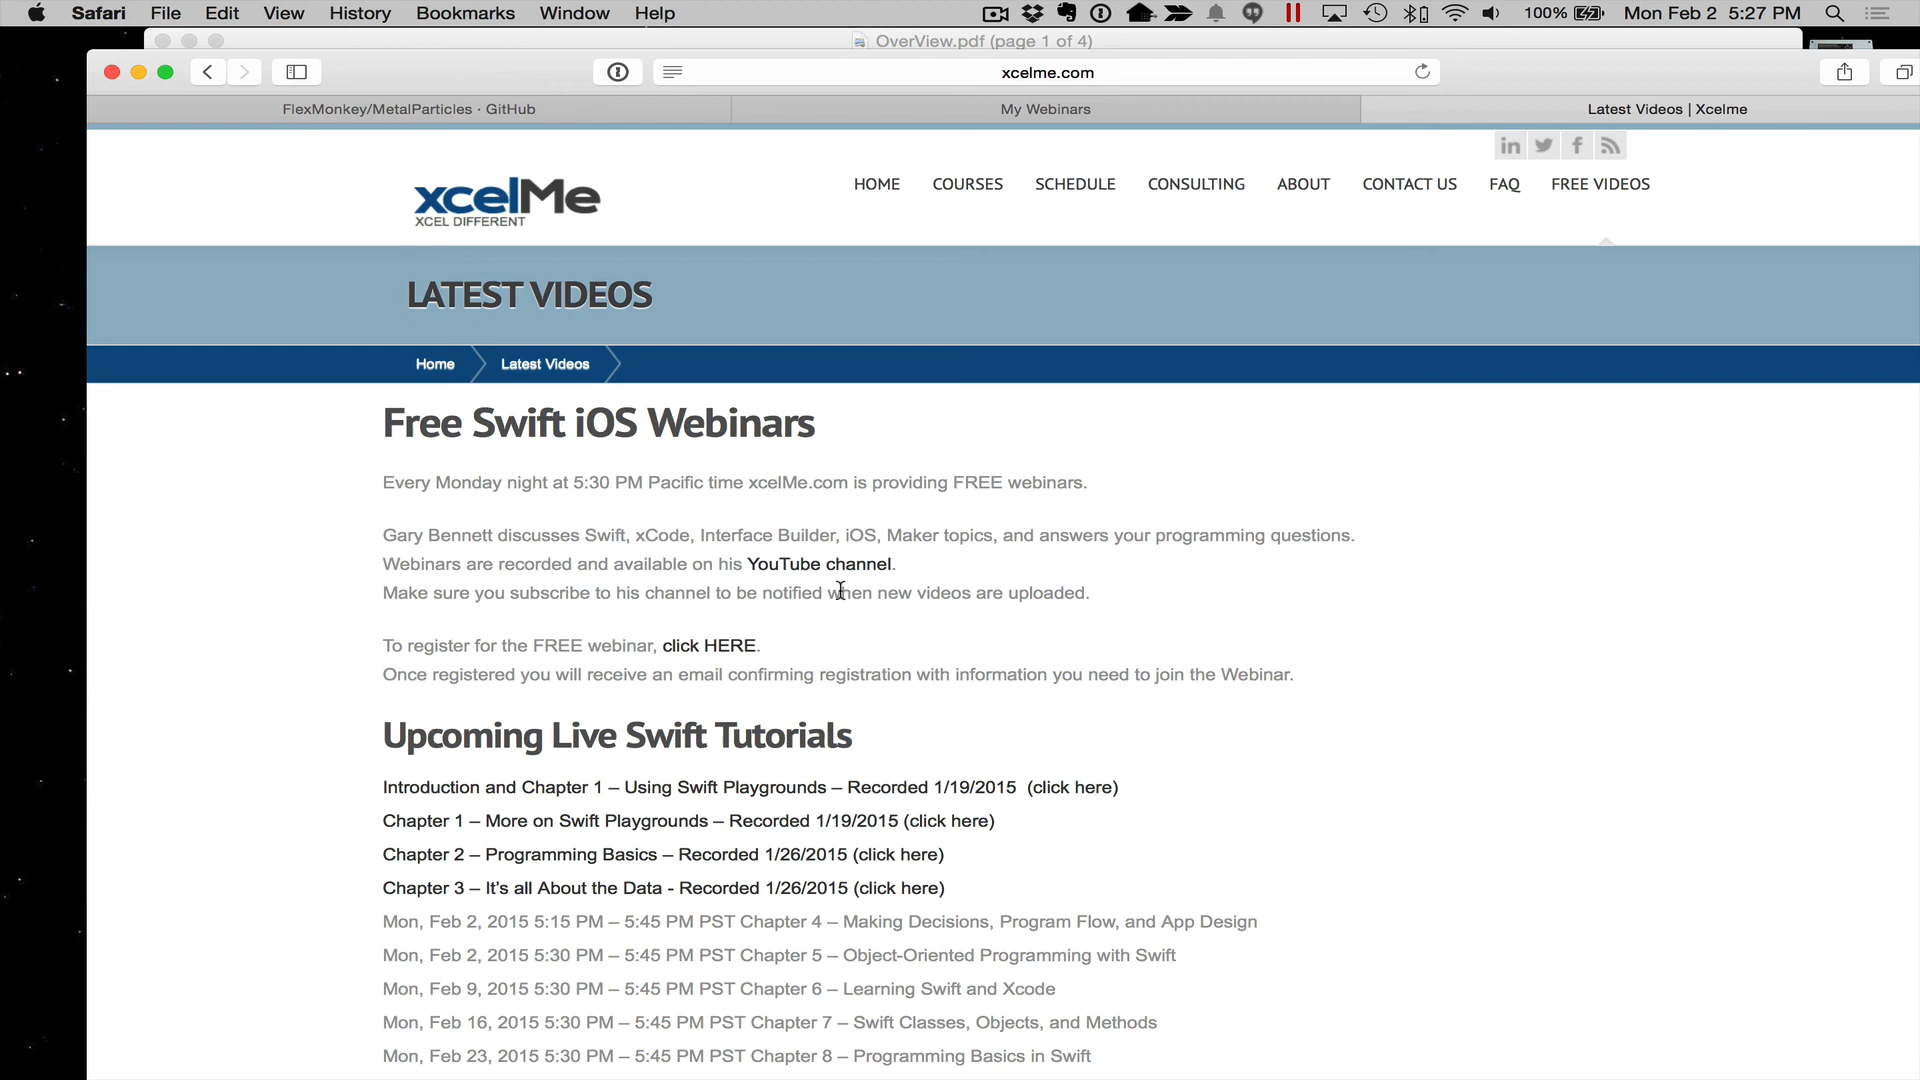 Safari File Edit View History Bookmarks Window Help 100% Mon Feb 2 5:27 PM
OverView.pdf (page 1 of 4)
xcelme.com
FlexMonkey/MetalParticles · GitHub
My Webinars
Latest Videos | Xcelme
xcelMe
XCEL DIFFERENT
HOME COURSES SCHEDULE CONSULTING ABOUT CONTACT US FAQ FREE VIDEOS
LATEST VIDEOS
Home Latest Videos
Free Swift iOS Webinars
Every Monday night at 5:30 PM Pacific time xcelMe.com is providing FREE webinars.
Gary Bennett discusses Swift, xCode, Interface Builder, iOS, Maker topics, and answers your programming questions.
Webinars are recorded and available on his YouTube channel.
Make sure you subscribe to his channel to be notified when new videos are uploaded.
To register for the FREE webinar, click HERE.
Once registered you will receive an email confirming registration with information you need to join the Webinar.
Upcoming Live Swift Tutorials
Introduction and Chapter 1 – Using Swift Playgrounds – Recorded 1/19/2015 (click here)
Chapter 1 – More on Swift Playgrounds – Recorded 1/19/2015 (click here)
Chapter 2 – Programming Basics – Recorded 1/26/2015 (click here)
Chapter 3 – It’s all About the Data - Recorded 1/26/2015 (click here)
Mon, Feb 2, 2015 5:15 PM – 5:45 PM PST Chapter 4 – Making Decisions, Program Flow, and App Design
Mon, Feb 2, 2015 5:30 PM – 5:45 PM PST Chapter 5 – Object-Oriented Programming with Swift
Mon, Feb 9, 2015 5:30 PM – 5:45 PM PST Chapter 6 – Learning Swift and Xcode
Mon, Feb 16, 2015 5:30 PM – 5:45 PM PST Chapter 7 – Swift Classes, Objects, and Methods
Mon, Feb 23, 2015 5:30 PM – 5:45 PM PST Chapter 8 – Programming Basics in Swift